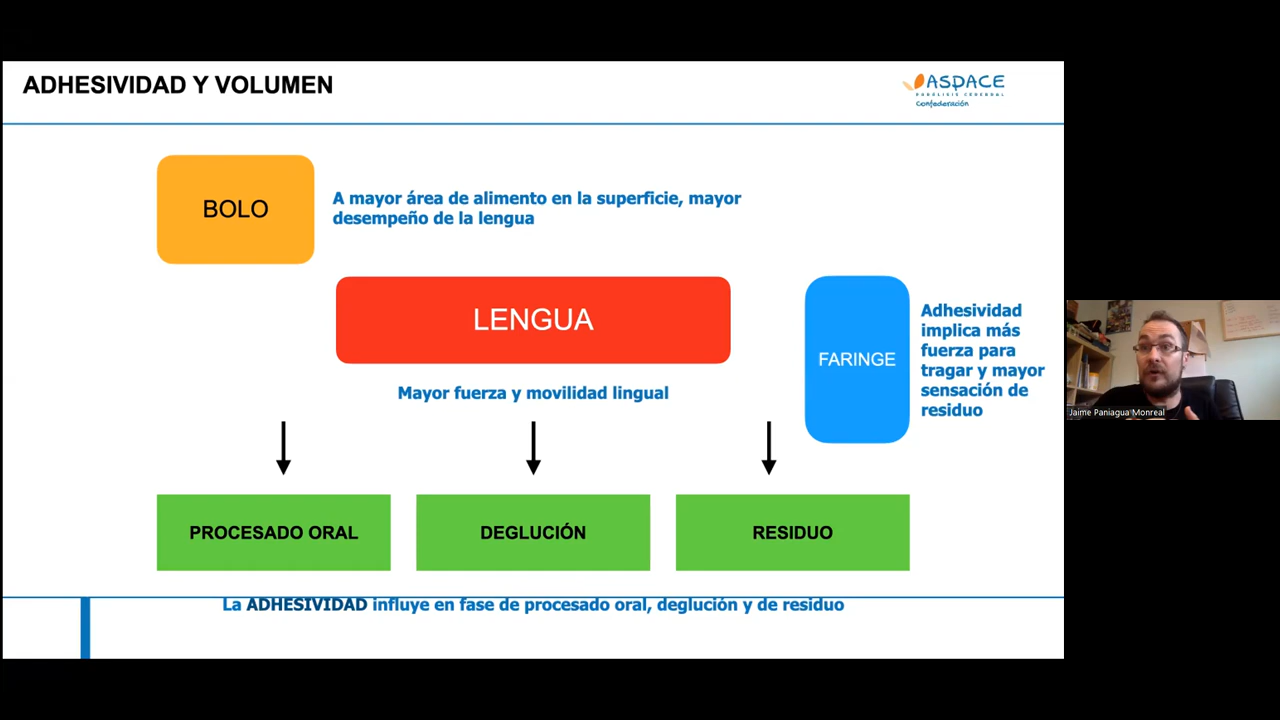 ADHESIVIDAD Y VOLUMEN
ASPACE
PARÁLISIS CEREBRAL
Confederación
BOLO
A mayor área de alimento en la superficie, mayor
desempeño de la lengua
LENGUA
Mayor fuerza y movilidad lingual
FARINGE
Adhesividad
implica más
fuerza para
tragar y mayor
sensación de
residuo
PROCESADO ORAL
DEGLUCIÓN
RESIDUO
La ADHESIVIDAD influye en fase de procesado oral, deglución y de residuo
Jaime Paniagua Monreal